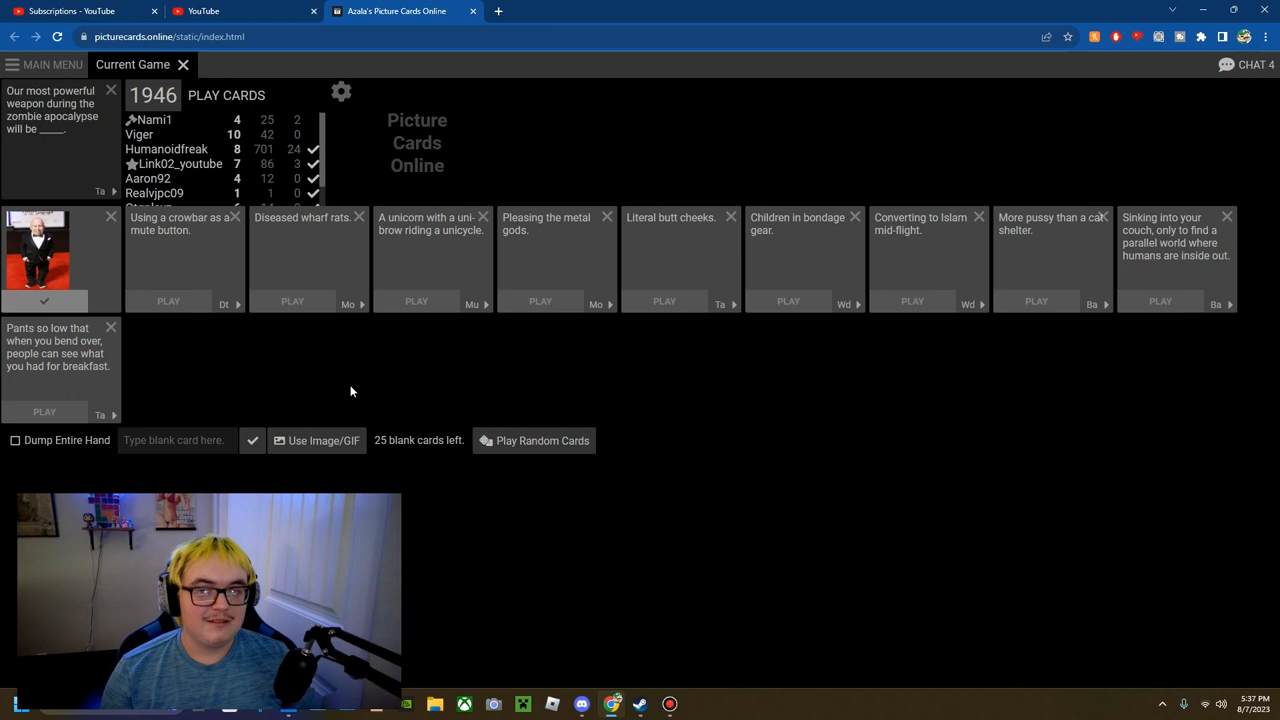 Subscriptions - YouTube
YouTube
Azala's Picture Cards Online
picturecards.online/static/index.html
MAIN MENU
Current Game
CHAT 4
Our most powerful
weapon during the
zombie apocalypse
will be _____.
Ta
1946 PLAY CARDS
Nami1 4 25 2
Viger 10 42 0
Humanoidfreak 8 701 24
Link02_youtube 7 86 3
Aaron92 4 12 0
Realvjpc09 1 1 0
Picture
Cards
Online
Using a crowbar as a
mute button.
PLAY
Dt
Diseased wharf rats.
PLAY
Mo
A unicorn with a uni-
brow riding a unicycle.
PLAY
Mu
Pleasing the metal
gods.
PLAY
Mo
Literal butt cheeks.
PLAY
Ta
Children in bondage
gear.
PLAY
Wd
Converting to Islam
mid-flight.
PLAY
Wd
More pussy than a cat
shelter.
PLAY
Ba
Sinking into your
couch, only to find a
parallel world where
humans are inside out.
PLAY
Ba
Pants so low that
when you bend over,
people can see what
you had for breakfast.
PLAY
Ta
Dump Entire Hand
Type blank card here.
Use Image/GIF
25 blank cards left.
Play Random Cards
5:37 PM
8/7/2023